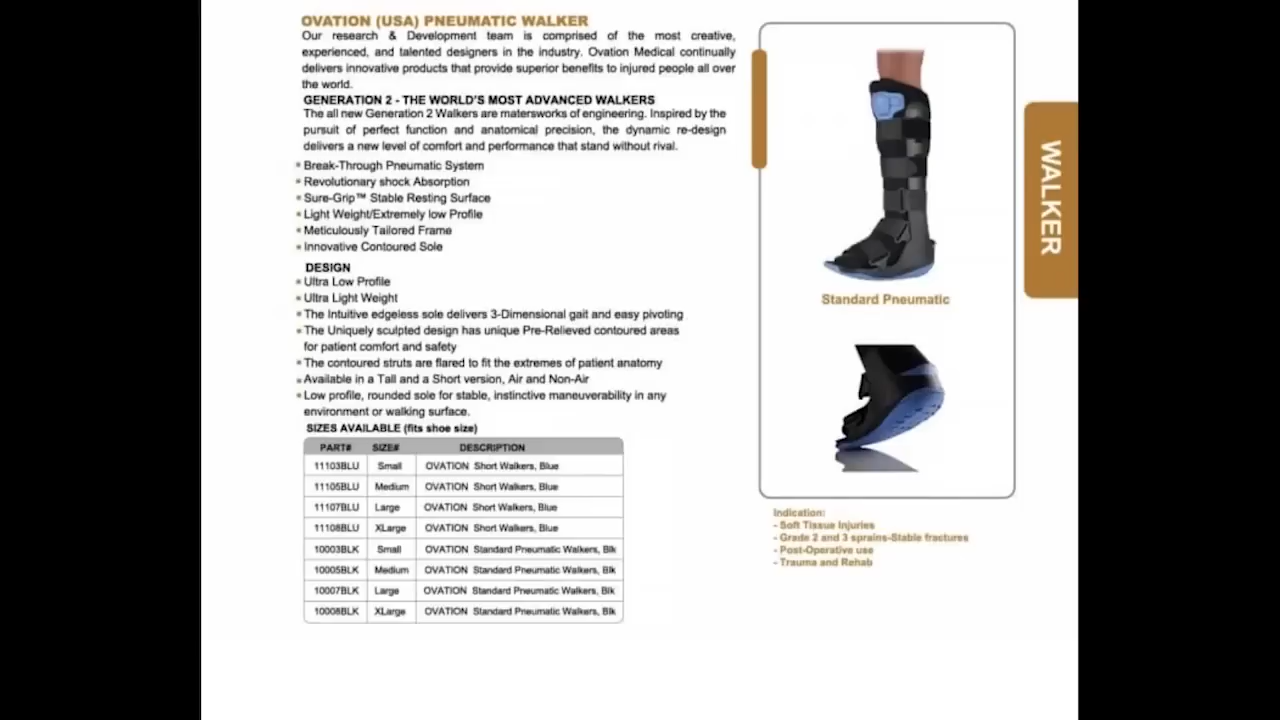 OVATION (USA) PNEUMATIC WALKER
Our research & Development team is comprised of the most creative,
experienced, and talented designers in the industry. Ovation Medical continually
delivers innovative products that provide superior benefits to injured people all over
the world.
GENERATION 2 - THE WORLD'S MOST ADVANCED WALKERS
The all new Generation 2 Walkers are matersworks of engineering. Inspired by the
pursuit of perfect function and anatomical precision, the dynamic re-design
delivers a new level of comfort and performance that stand without rival.
▪ Break-Through Pneumatic System
▪ Revolutionary shock Absorption
▪ Sure-Grip™ Stable Resting Surface
▪ Light Weight/Extremely low Profile
▪ Meticulously Tailored Frame
▪ Innovative Contoured Sole
DESIGN
▪ Ultra Low Profile
▪ Ultra Light Weight
▪ The Intuitive edgeless sole delivers 3-Dimensional gait and easy pivoting
▪ The Uniquely sculpted design has unique Pre-Relieved contoured areas
for patient comfort and safety
▪ The contoured struts are flared to fit the extremes of patient anatomy
▪ Available in a Tall and a Short version, Air and Non-Air
▪ Low profile, rounded sole for stable, instinctive maneuverability in any
environment or walking surface.
SIZES AVAILABLE (fits shoe size)
PART# SIZE# DESCRIPTION
11103BLU Small OVATION Short Walkers, Blue
11105BLU Medium OVATION Short Walkers, Blue
11107BLU Large OVATION Short Walkers, Blue
11108BLU XLarge OVATION Short Walkers, Blue
10003BLK Small OVATION Standard Pneumatic Walkers, Blk
10005BLK Medium OVATION Standard Pneumatic Walkers, Blk
10007BLK Large OVATION Standard Pneumatic Walkers, Blk
10008BLK XLarge OVATION Standard Pneumatic Walkers, Blk
Standard Pneumatic
Indication:
- Soft Tissue Injuries
- Grade 2 and 3 sprains-Stable fractures
- Post-Operative use
- Trauma and Rehab
WALKER